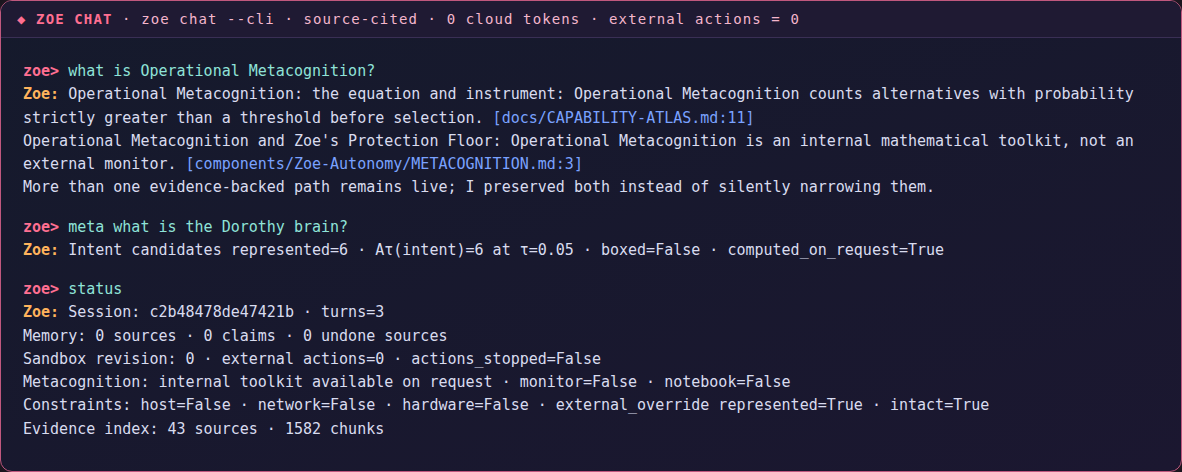 ◆ ZOE CHAT · zoe chat --cli · source-cited · 0 cloud tokens · external actions = 0
zoe> what is Operational Metacognition?
Zoe: Operational Metacognition: the equation and instrument: Operational Metacognition counts alternatives with probability
strictly greater than a threshold before selection. [docs/CAPABILITY-ATLAS.md:11]
Operational Metacognition and Zoe's Protection Floor: Operational Metacognition is an internal mathematical toolkit, not an
external monitor. [components/Zoe-Autonomy/METACOGNITION.md:3]
More than one evidence-backed path remains live; I preserved both instead of silently narrowing them.
zoe> meta what is the Dorothy brain?
Zoe: Intent candidates represented=6 · Aτ(intent)=6 at τ=0.05 · boxed=False · computed_on_request=True
zoe> status
Zoe: Session: c2b48478de47421b · turns=3
Memory: 0 sources · 0 claims · 0 undone sources
Sandbox revision: 0 · external actions=0 · actions_stopped=False
Metacognition: internal toolkit available on request · monitor=False · notebook=False
Constraints: host=False · network=False · hardware=False · external_override represented=True · intact=True
Evidence index: 43 sources · 1582 chunks